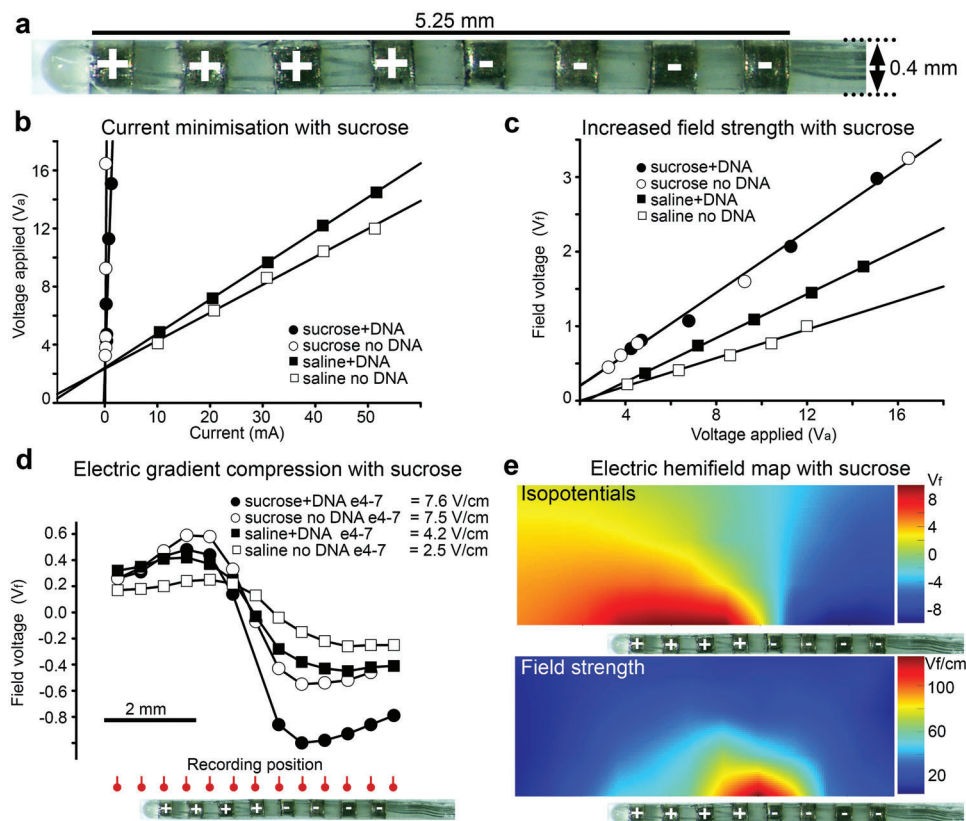 a
5.25 mm
+ + + + - - - -
0.4 mm
b Current minimisation with sucrose
Voltage applied (Va)
16
12
8
4
0
0 10 20 30 40 50
Current (mA)
sucrose+DNA
sucrose no DNA
saline+DNA
saline no DNA
c Increased field strength with sucrose
Field voltage (Vf)
3
2
1
0
4 8 12 16
Voltage applied (Va)
sucrose+DNA
sucrose no DNA
saline+DNA
saline no DNA
d Electric gradient compression with sucrose
sucrose+DNA e4-7 = 7.6 V/cm
sucrose no DNA e4-7 = 7.5 V/cm
saline+DNA e4-7 = 4.2 V/cm
saline no DNA e4-7 = 2.5 V/cm
Field voltage (Vf)
0.6
0.4
0.2
0.0
-0.2
-0.4
-0.6
-0.8
2 mm
Recording position
+ + + + - - - -
e Electric hemifield map with sucrose
Isopotentials
Vf
8
4
0
-4
-8
+ + + + - - - -
Field strength
Vf/cm
100
60
20
+ + + + - - - -